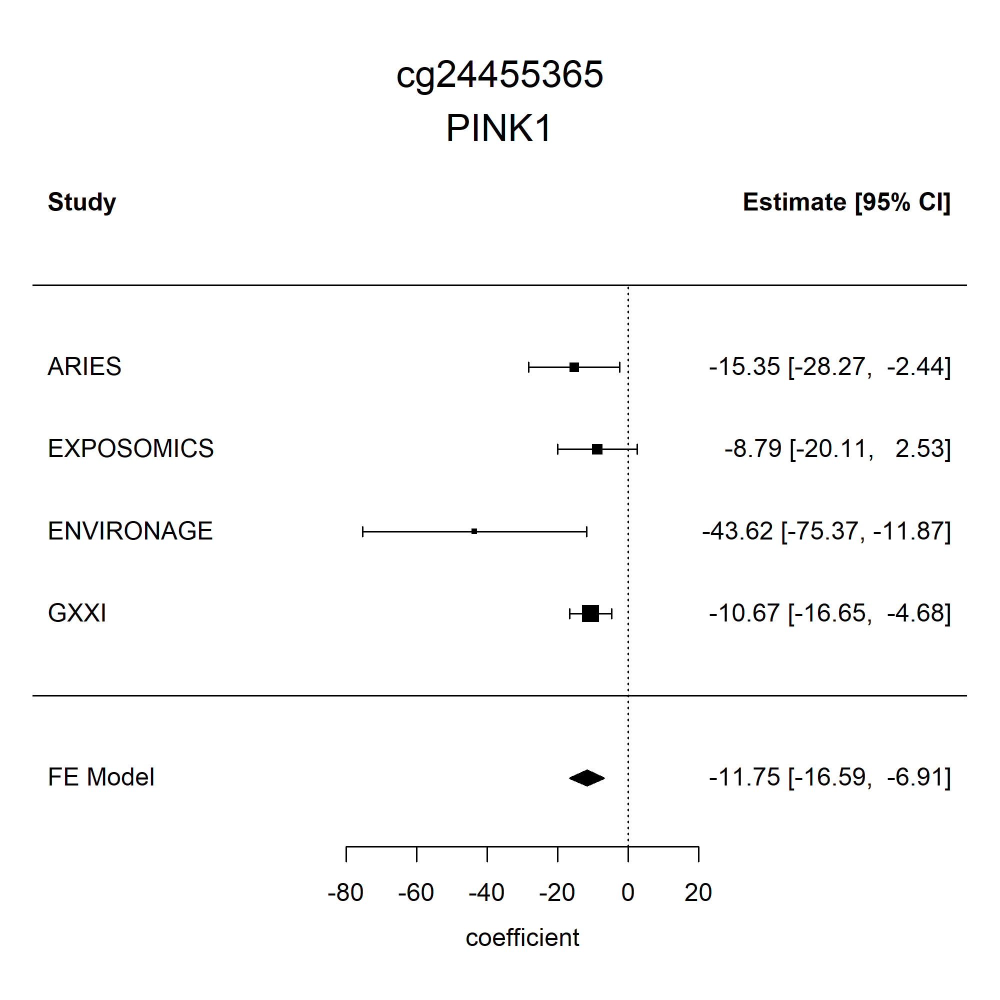 cg24455365
PINK1
Study Estimate [95% CI]
ARIES -15.35 [-28.27, -2.44]
EXPOSOMICS -8.79 [-20.11, 2.53]
ENVIRONAGE -43.62 [-75.37, -11.87]
GXXI -10.67 [-16.65, -4.68]
FE Model -11.75 [-16.59, -6.91]
-80 -60 -40 -20 0 20
coefficient